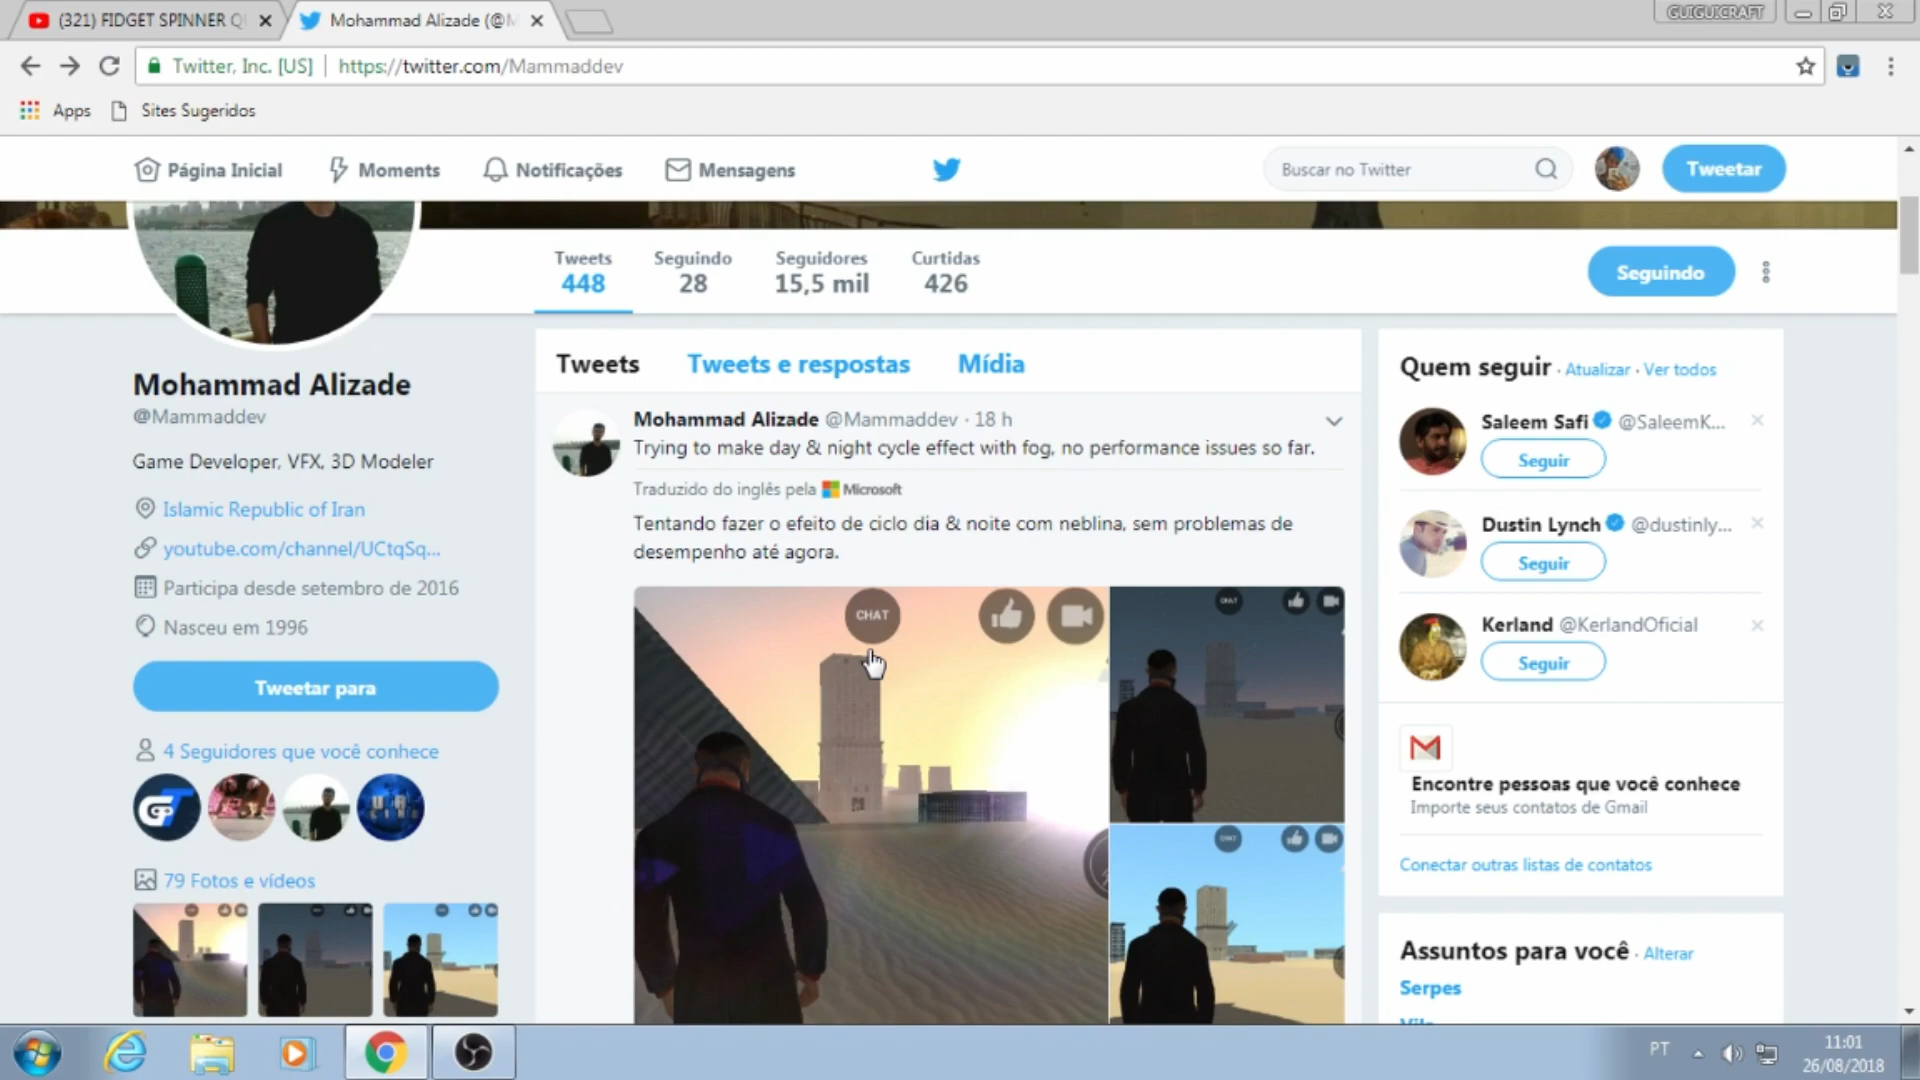 (321) FIDGET SPINNER Q
Mohammad Alizade (@M
GUIGUICRAFT
Twitter, Inc. [US]
https://twitter.com/Mammaddev
Apps
Sites Sugeridos
Página Inicial
Moments
Notificações
Mensagens
Buscar no Twitter
Tweetar
Tweets
448
Seguindo
28
Seguidores
15,5 mil
Curtidas
426
Seguindo
Mohammad Alizade
@Mammaddev
Game Developer, VFX, 3D Modeler
Islamic Republic of Iran
youtube.com/channel/UCtqSq...
Participa desde setembro de 2016
Nasceu em 1996
Tweetar para
4 Seguidores que você conhece
79 Fotos e vídeos
Tweets
Tweets e respostas
Mídia
Mohammad Alizade @Mammaddev · 18 h
Trying to make day & night cycle effect with fog, no performance issues so far.
Traduzido do inglês pela Microsoft
Tentando fazer o efeito de ciclo dia & noite com neblina, sem problemas de
desempenho até agora.
CHAT
CHAT
CHAT
Quem seguir · Atualizar · Ver todos
Saleem Safi @SaleemK...
Seguir
Dustin Lynch @dustinly...
Seguir
Kerland @KerlandOficial
Seguir
Encontre pessoas que você conhece
Importe seus contatos de Gmail
Conectar outras listas de contatos
Assuntos para você · Alterar
Serpes
PT
11:01
26/08/2018